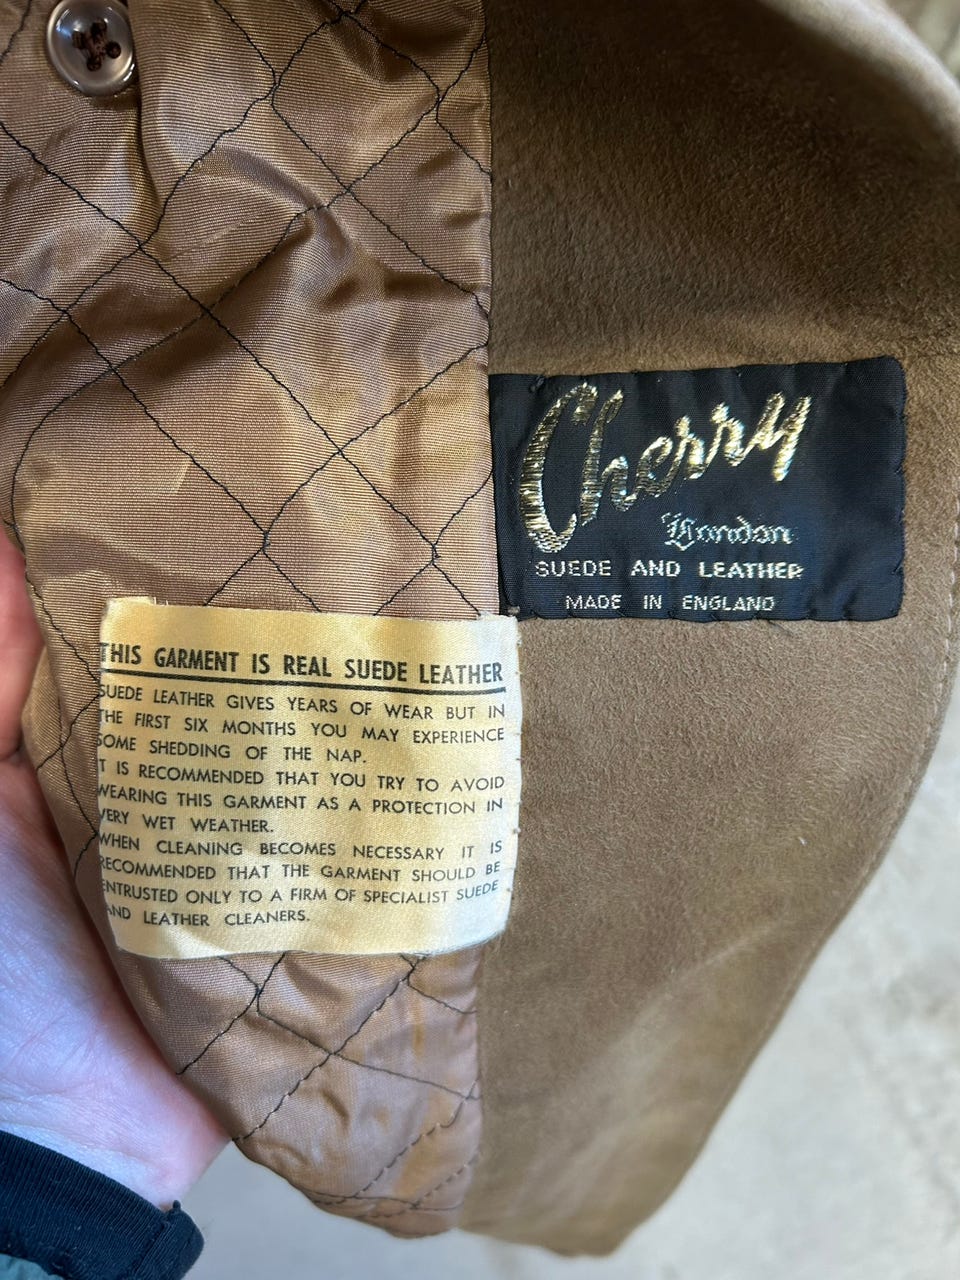 Cherry
London
SUEDE AND LEATHER
MADE IN ENGLAND
THIS GARMENT IS REAL SUEDE LEATHER
SUEDE LEATHER GIVES YEARS OF WEAR BUT IN
THE FIRST SIX MONTHS YOU MAY EXPERIENCE
SOME SHEDDING OF THE NAP.
IT IS RECOMMENDED THAT YOU TRY TO AVOID
WEARING THIS GARMENT AS A PROTECTION IN
VERY WET WEATHER.
WHEN CLEANING BECOMES NECESSARY IT IS
RECOMMENDED THAT THE GARMENT SHOULD BE
ENTRUSTED ONLY TO A FIRM OF SPECIALIST SUEDE
AND LEATHER CLEANERS.